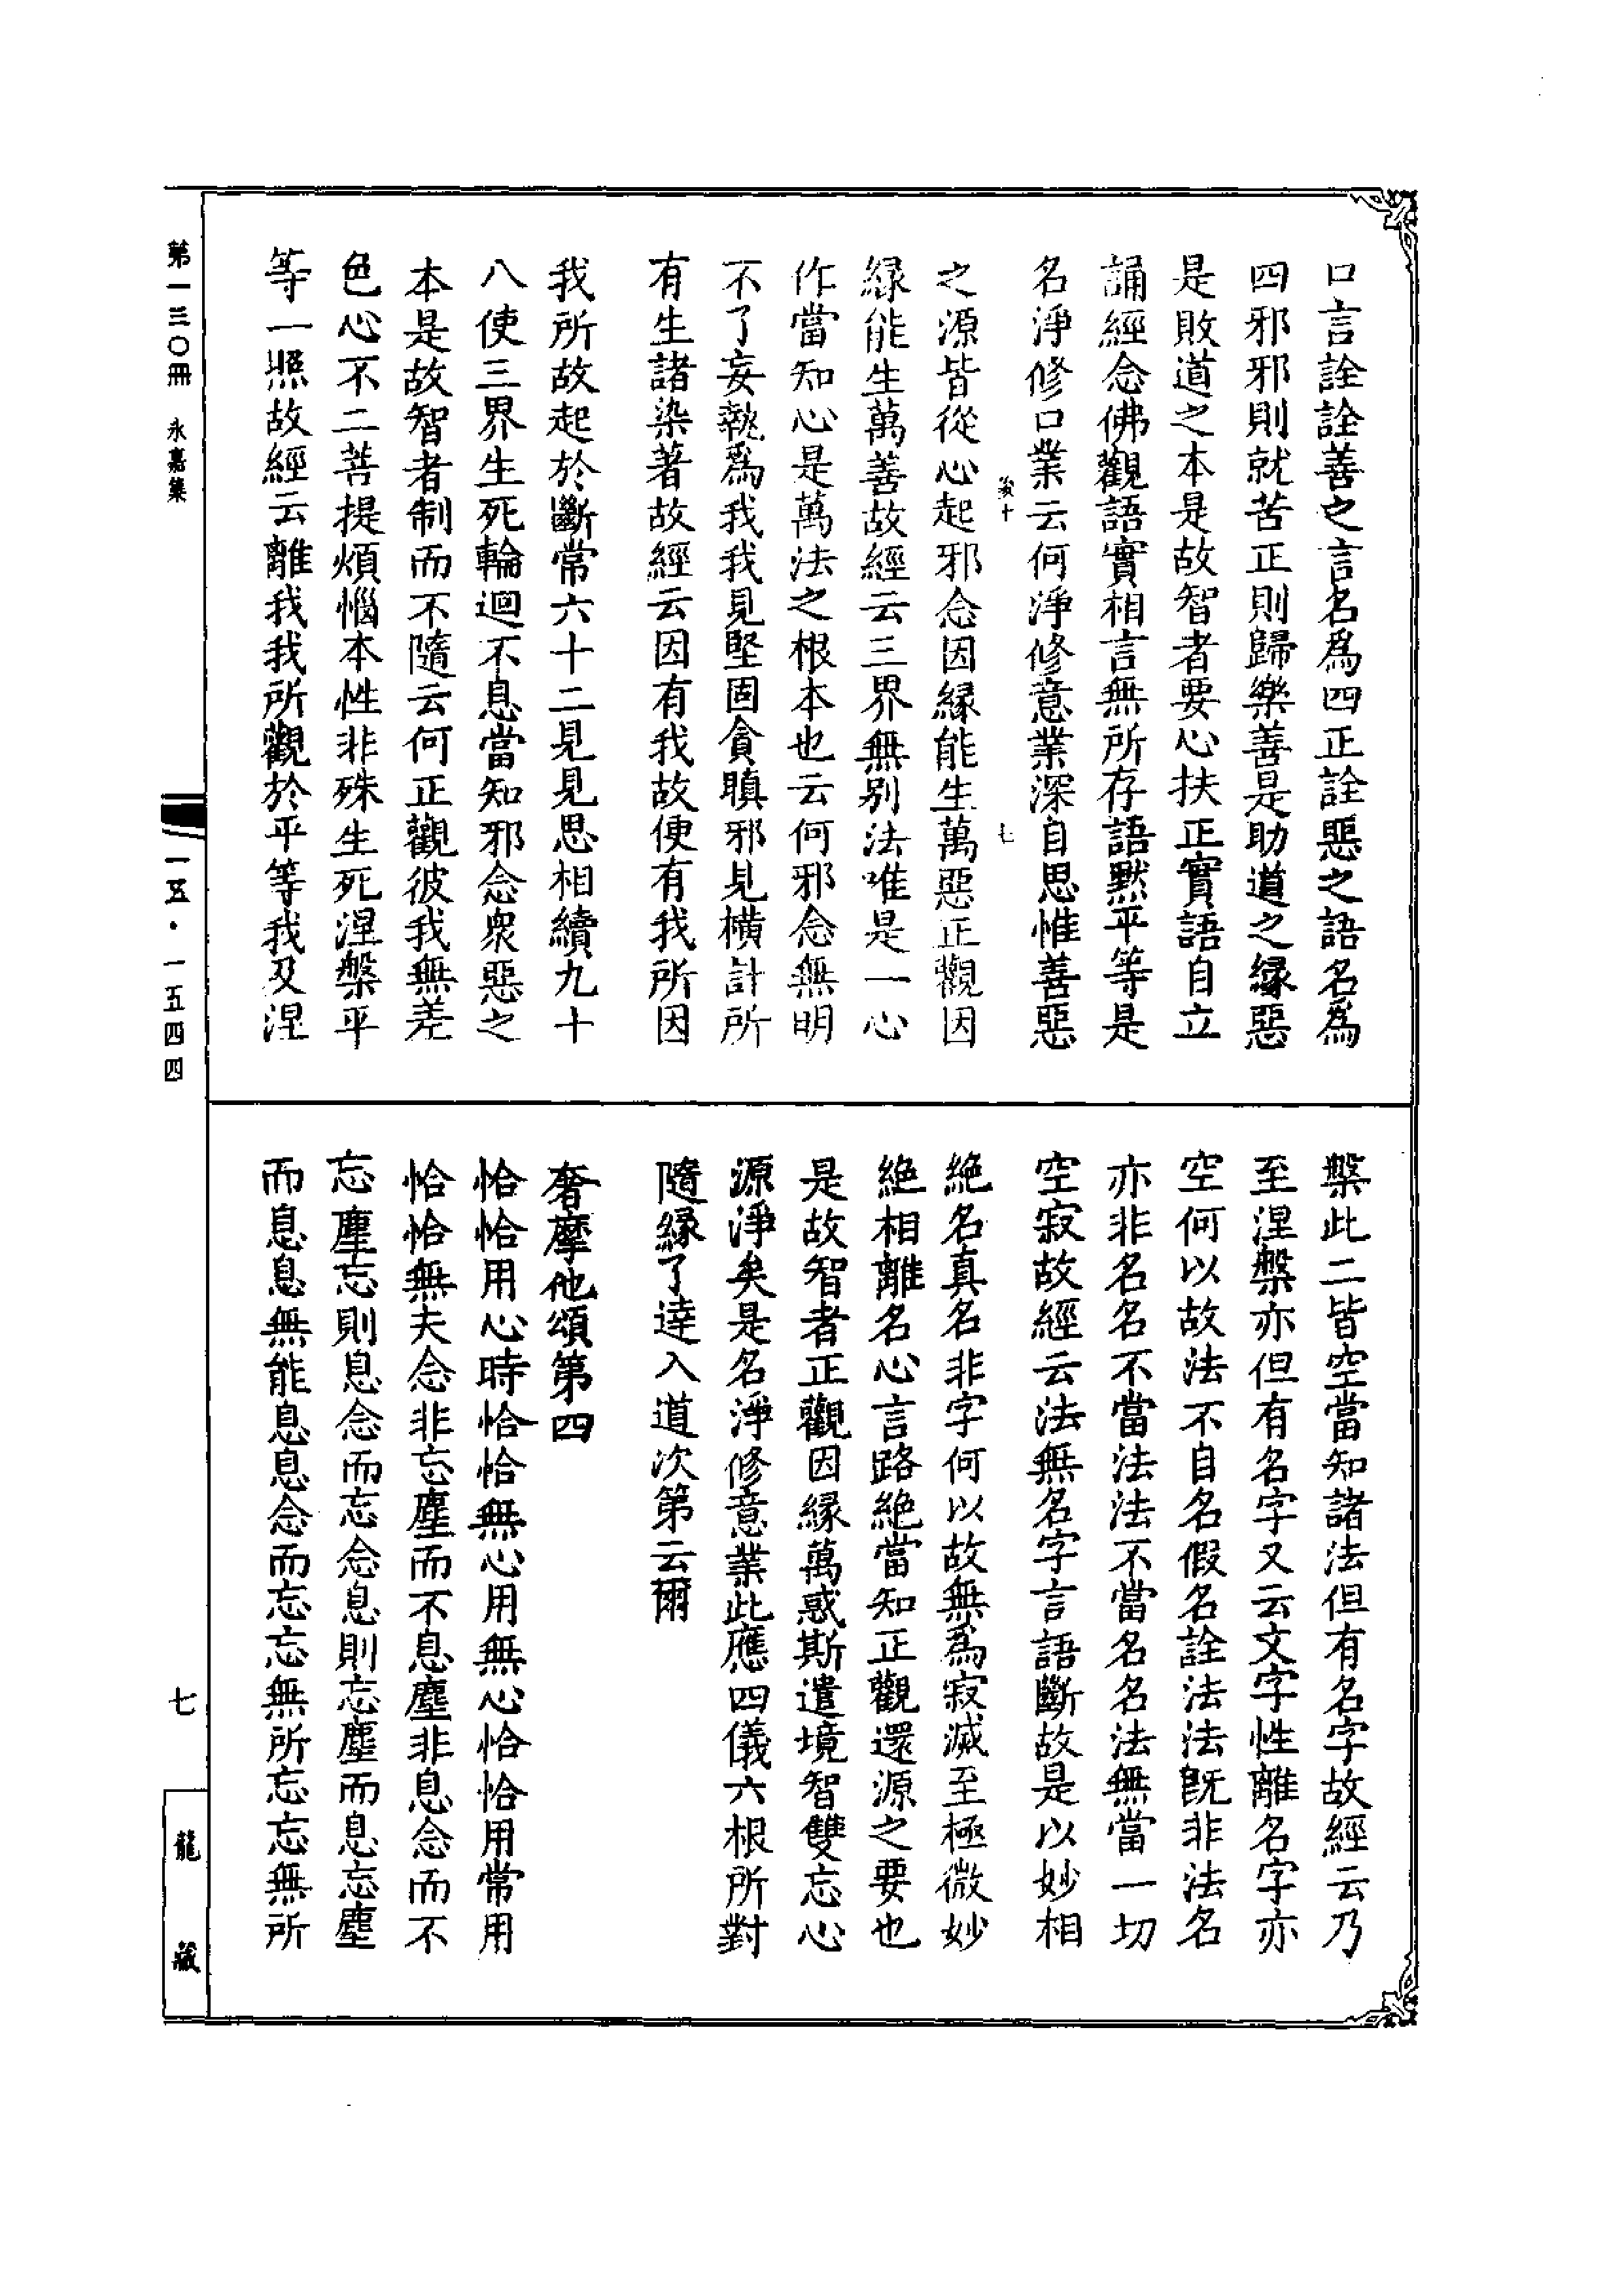 口言詮詮善之言名為四正詮惡之語名為
四邪邪則就苦正則歸樂善是助道之緣惡
是敗道之本是故智者要心扶正實語自立
誦經念佛觀語實相言無所存語默平等是
名淨修口業云何淨修意業深自思惟善惡
之源皆從心起邪念因緣能生萬惡正觀因
緣能生萬善故經云三界無別法唯是一心
作當知心是萬法之根本也云何邪念無明
不了妄執為我我見堅固貪瞋邪見橫計所
有生諸染著故經云因有我故便有我所因
我所故起於斷常六十二見見思相續九十
八使三界生死輪迴不息當知邪念眾惡之
本是故智者制而不隨云何正觀彼我無差
色心不二菩提煩惱本性非殊生死涅槃平
等一照故經云離我我所觀於平等我及涅
槃此二皆空當知諸法但有名字故經云乃
至涅槃亦但有名字又云文字性離名字亦
空何以故法不自名假名詮法法既非法名
亦非名名不當法法不當名名法無當一切
空寂故經云法無名字言語斷故是以妙相
絕名真名非字何以故無為寂滅至極微妙
絕相離名心言路絕當知正觀還源之要也
是故智者正觀因緣萬惑斯遣境智雙忘心
源淨矣是名淨修意業此應四儀六根所對
隨緣了達入道次第云爾
奢摩他頌第四
恰恰用心時恰恰無心用無心恰恰用常用
恰恰無夫念非忘塵而不息塵非息念而不
忘塵忘則息念而忘念息則忘塵而息忘塵
而息息無能息息念而忘忘無所忘忘無所
第一三〇冊 永嘉集
一五·一五四四
七
龍藏